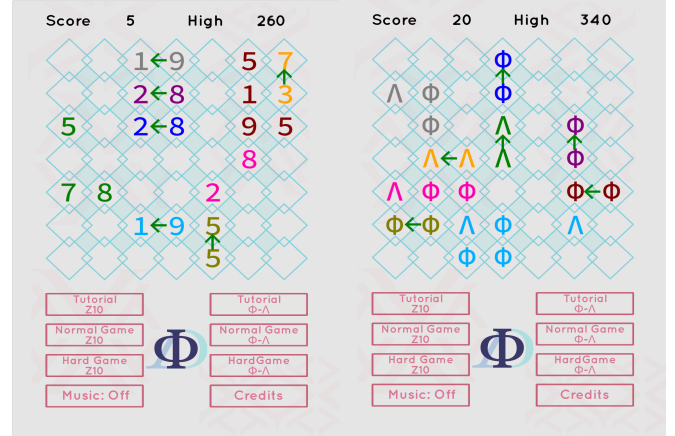 Score 5 High 260
1←9 5 7
2←8 1 3
5 2←8 9 5
8
7 8 2
1←9 5
5
Tutorial
Z10
Tutorial
Φ-Λ
Normal Game
Z10
Normal Game
Φ-Λ
Hard Game
Z10
HardGame
Φ-Λ
Music: Off
Credits
Φ
Score 20 High 340
Φ
Λ Φ Φ
Φ Λ Φ
Λ←Λ Λ Φ
Λ Φ Φ Φ←Φ
Φ←Φ Λ Φ Λ
Φ Φ
Tutorial
Z10
Tutorial
Φ-Λ
Normal Game
Z10
Normal Game
Φ-Λ
Hard Game
Z10
HardGame
Φ-Λ
Music: Off
Credits
Φ